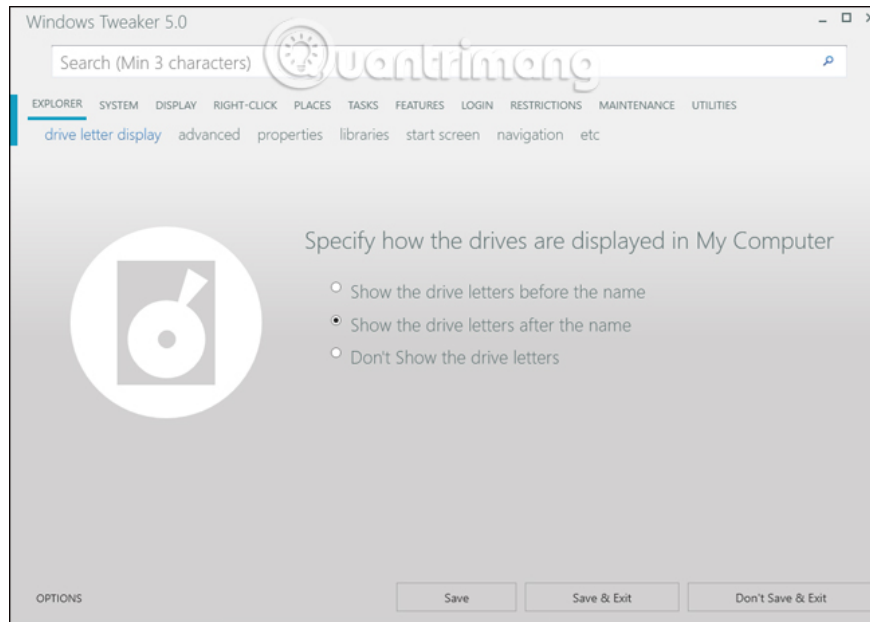 Windows Tweaker 5.0
Search (Min 3 characters)
Quantrimang
EXPLORER SYSTEM DISPLAY RIGHT-CLICK PLACES TASKS FEATURES LOGIN RESTRICTIONS MAINTENANCE UTILITIES
drive letter display advanced properties libraries start screen navigation etc
Specify how the drives are displayed in My Computer
Show the drive letters before the name
Show the drive letters after the name
Don't Show the drive letters
OPTIONS Save Save & Exit Don't Save & Exit